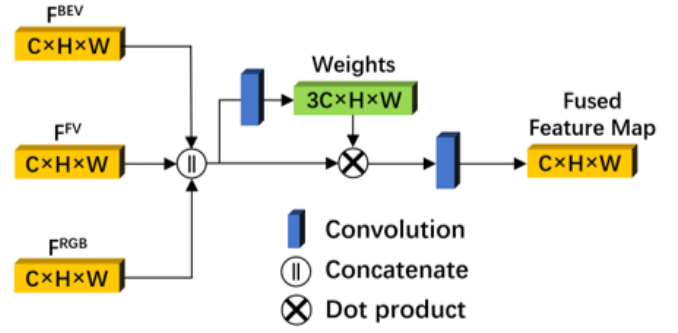 F^BEV
C×H×W
Weights
3C×H×W
Fused
Feature Map
F^FV
C×H×W
||
C×H×W
F^RGB
C×H×W
Convolution
|| Concatenate
Dot product